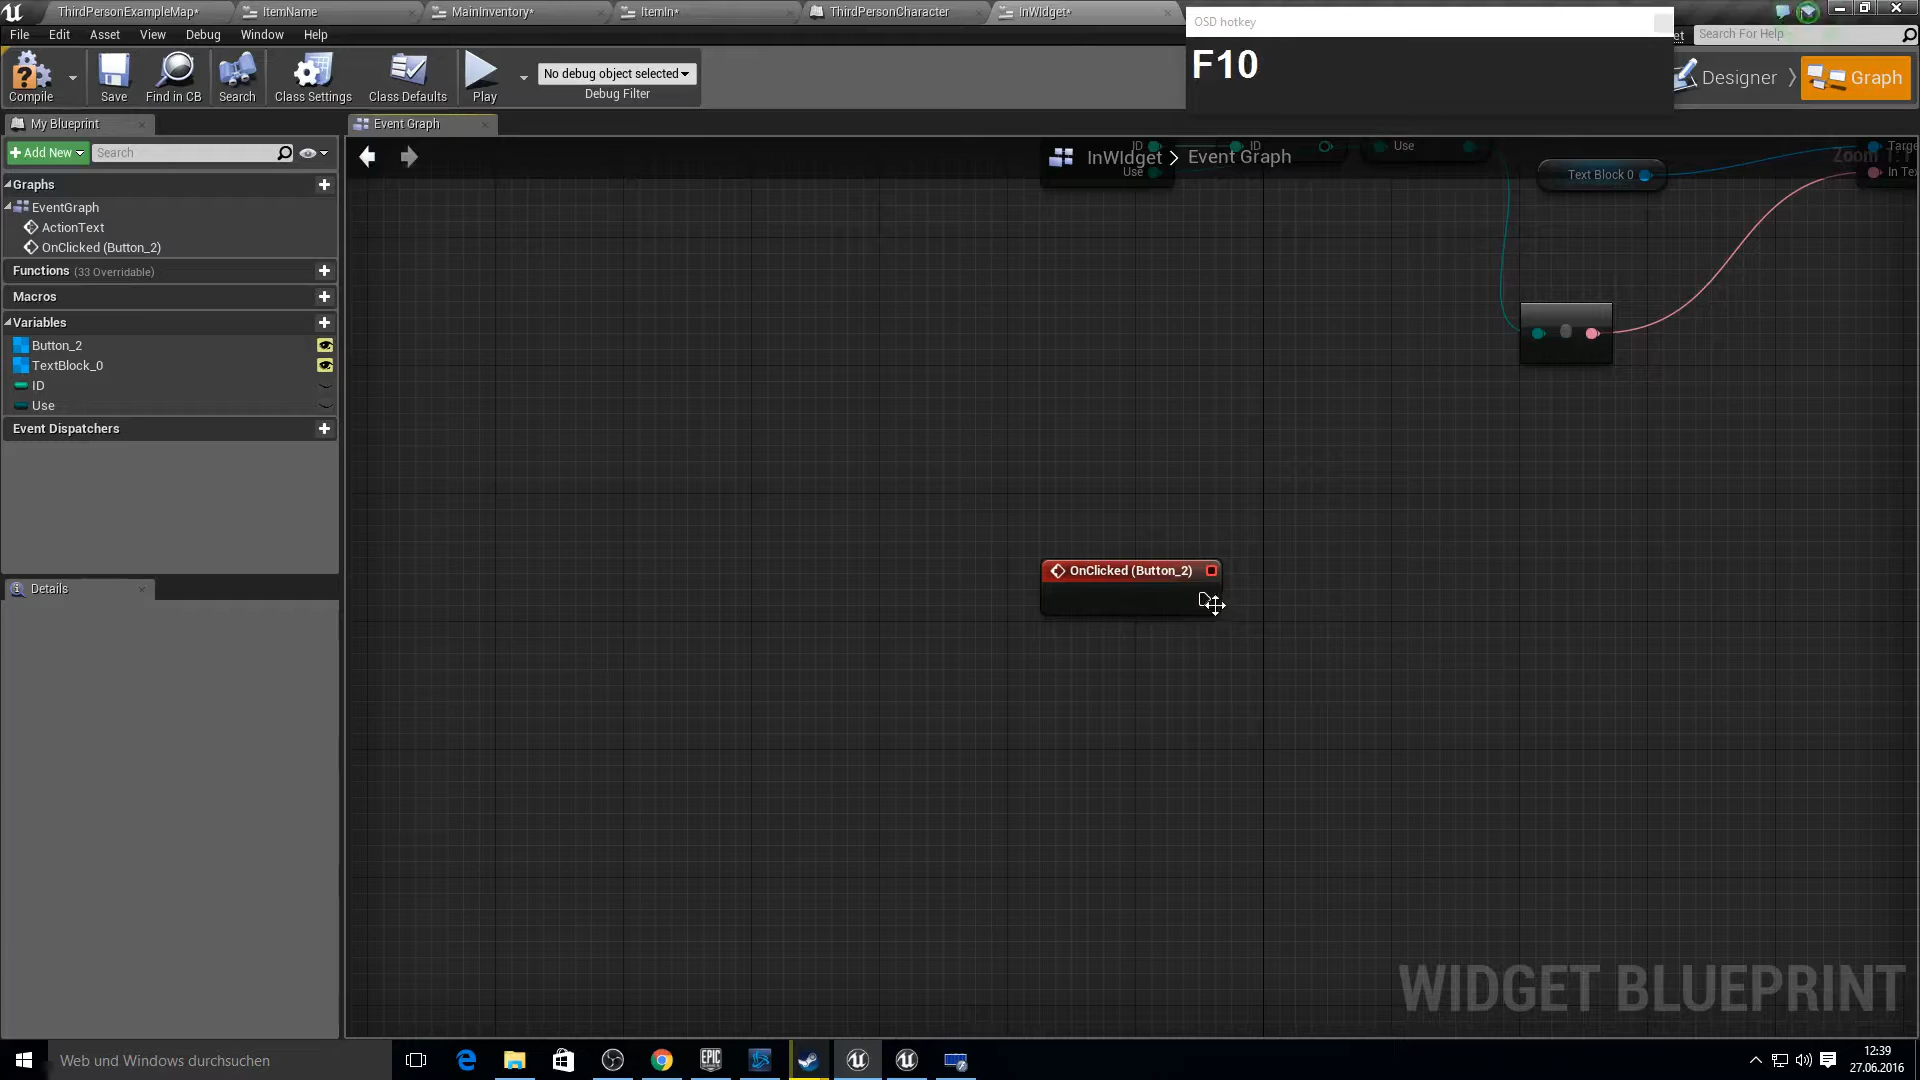 ThirdPersonExampleMap*
ItemName
MainInventory*
ItemIn*
ThirdPersonCharacter
InWIdget*
OSD hotkey
F10
File
Edit
Asset
View
Debug
Window
Help
Search For Help
Compile
Save
Find in CB
Search
Class Settings
Class Defaults
Play
No debug object selected
Debug Filter
Designer
Graph
My Blueprint
Event Graph
Add New
Search
InWIdget
Event Graph
ID
ID
Use
Use
Text Block 0
Graphs
EventGraph
ActionText
OnClicked (Button_2)
Functions (33 Overridable)
Macros
Variables
Button_2
TextBlock_0
ID
Use
Event Dispatchers
Details
OnClicked (Button_2)
WIDGET BLUEPRINT
Web und Windows durchsuchen
EPIC
12:39
27.06.2016